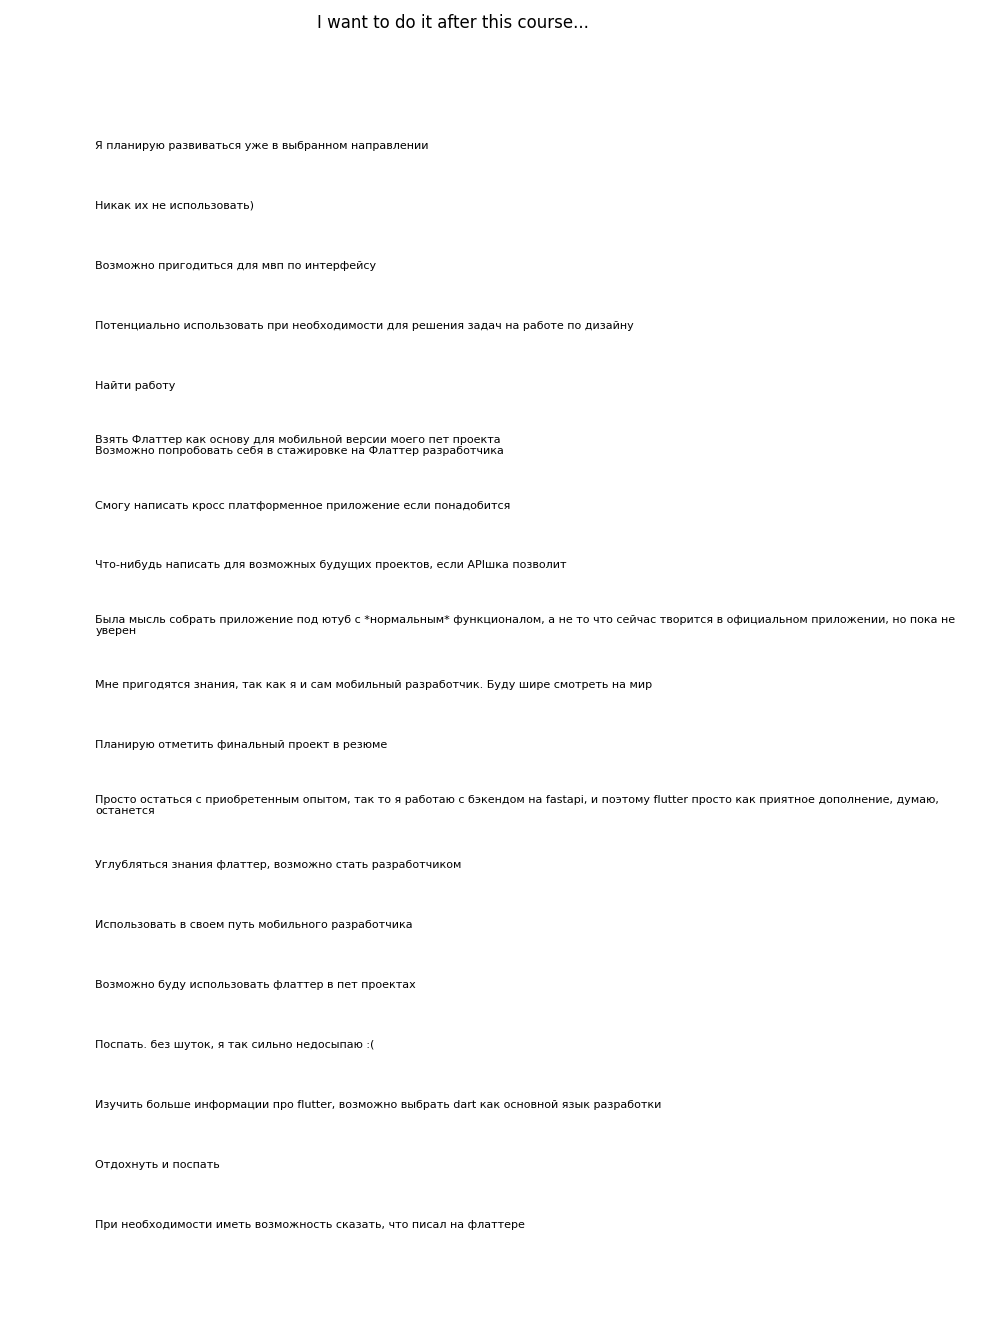 I want to do it after this course...
Я планирую развиваться уже в выбранном направлении
Никак их не использовать)
Возможно пригодиться для мвп по интерфейсу
Потенциально использовать при необходимости для решения задач на работе по дизайну
Найти работу
Взять Флаттер как основу для мобильной версии моего пет проекта
Возможно попробовать себя в стажировке на Флаттер разработчика
Смогу написать кросс платформенное приложение если понадобится
Что-нибудь написать для возможных будущих проектов, если APIшка позволит
Была мысль собрать приложение под ютуб с *нормальным* функционалом, а не то что сейчас творится в официальном приложении, но пока не
уверен
Мне пригодятся знания, так как я и сам мобильный разработчик. Буду шире смотреть на мир
Планирую отметить финальный проект в резюме
Просто остаться с приобретенным опытом, так то я работаю с бэкендом на fastapi, и поэтому flutter просто как приятное дополнение, думаю,
останется
Углубляться знания флаттер, возможно стать разработчиком
Использовать в своем путь мобильного разработчика
Возможно буду использовать флаттер в пет проектах
Поспать. без шуток, я так сильно недосыпаю :(
Изучить больше информации про flutter, возможно выбрать dart как основной язык разработки
Отдохнуть и поспать
При необходимости иметь возможность сказать, что писал на флаттере